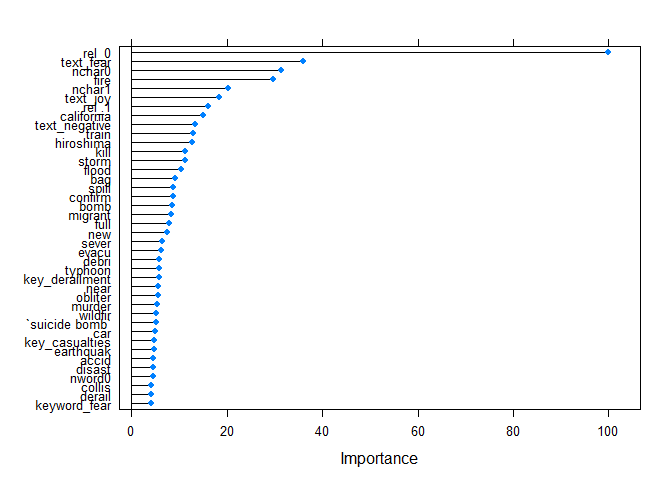 rel_0
text_fear
nchar0
fire
nchar1
text_joy
rel_1
california
text_negative
train
hiroshima
kill
storm
flood
bag
spill
confirm
bomb
migrant
full
new
sever
evacu
debri
typhoon
key_derailment
near
obliter
murder
wildfir
`suicide bomb`
car
key_casualties
earthquak
accid
disast
nword0
collis
derail
keyword_fear
0 20 40 60 80 100
Importance